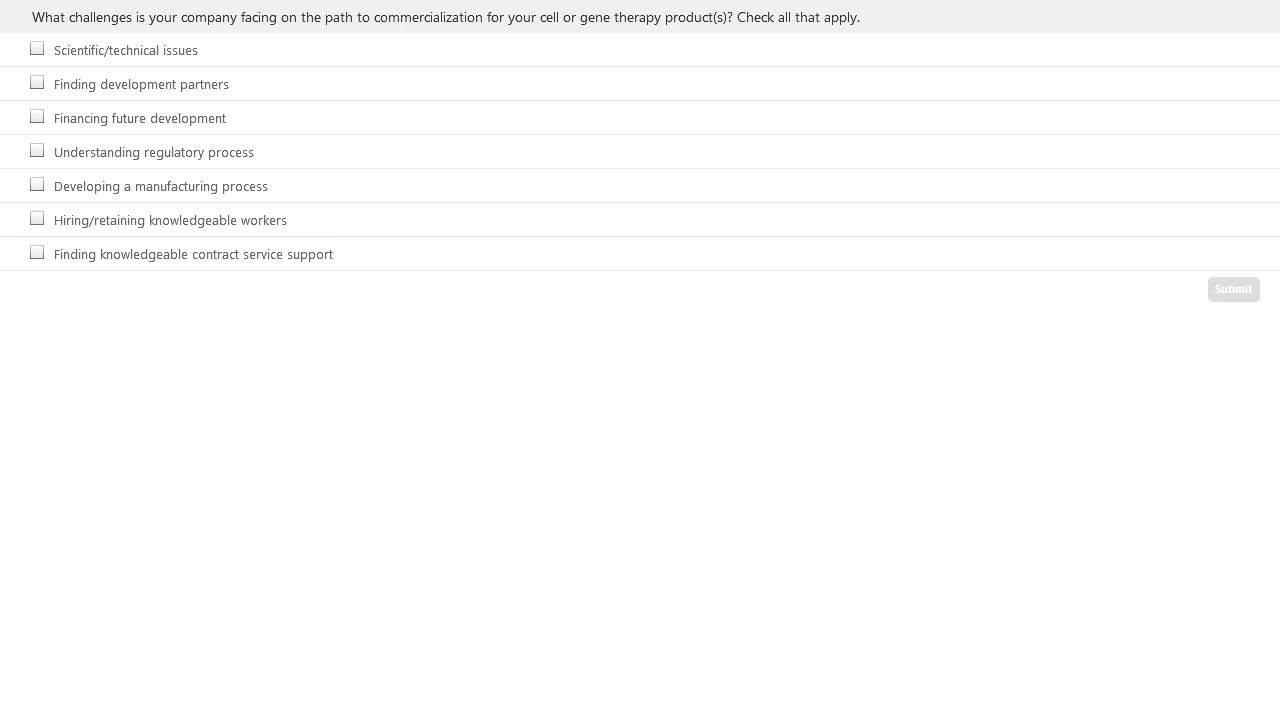 What challenges is your company facing on the path to commercialization for your cell or gene therapy product(s)? Check all that apply.
Scientific/technical issues
Finding development partners
Financing future development
Understanding regulatory process
Developing a manufacturing process
Hiring/retaining knowledgeable workers
Finding knowledgeable contract service support
Submit